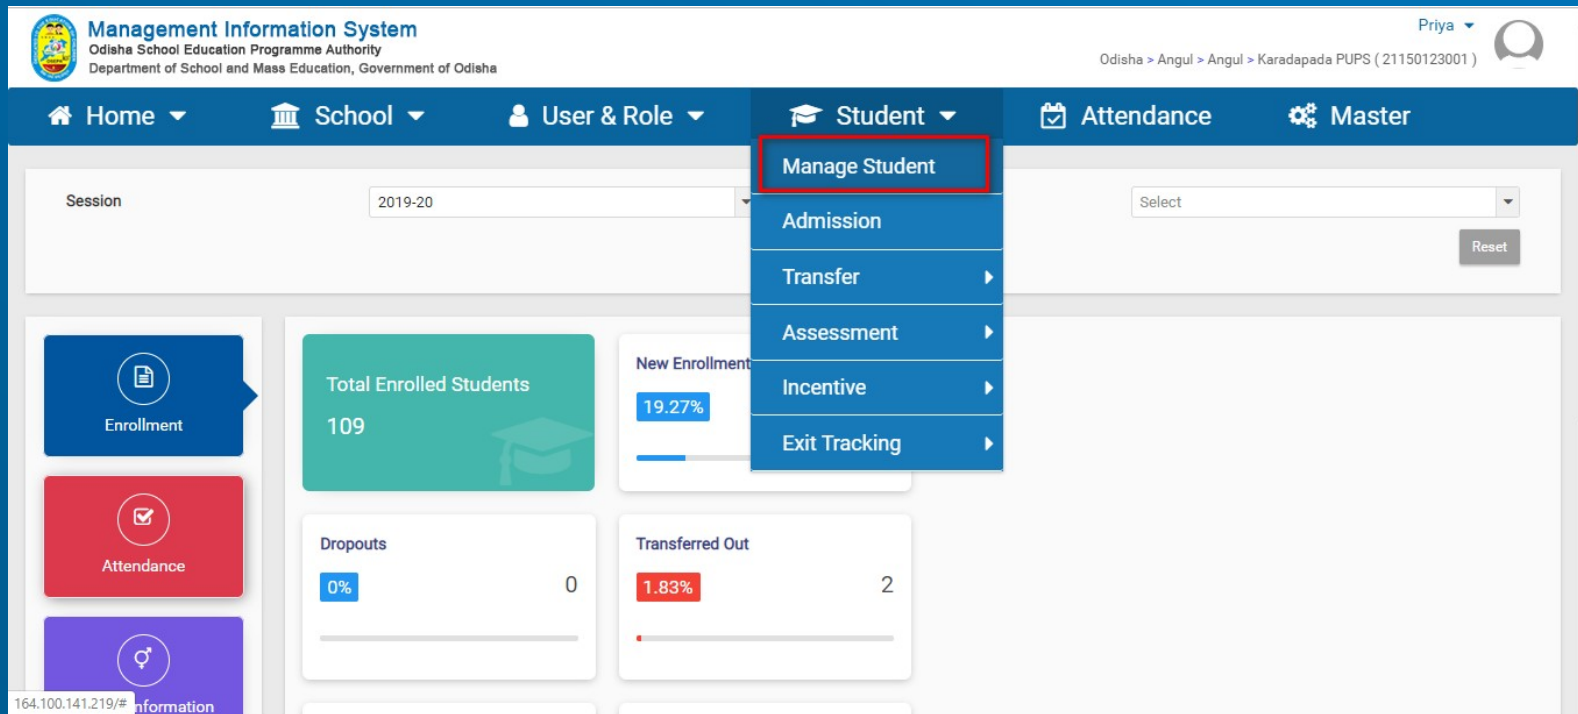 Management Information System
Odisha School Education Programme Authority
Department of School and Mass Education, Government of Odisha
Priya
Odisha > Angul > Angul > Karadapada PUPS ( 21150123001 )
Home
School
User & Role
Student
Attendance
Master
Manage Student
Admission
Transfer
Assessment
Incentive
Exit Tracking
Session
2019-20
Select
Reset
Enrollment
Attendance
nformation
Total Enrolled Students
109
New Enrollment
19.27%
Dropouts
0%
0
Transferred Out
1.83%
2
164.100.141.219/#